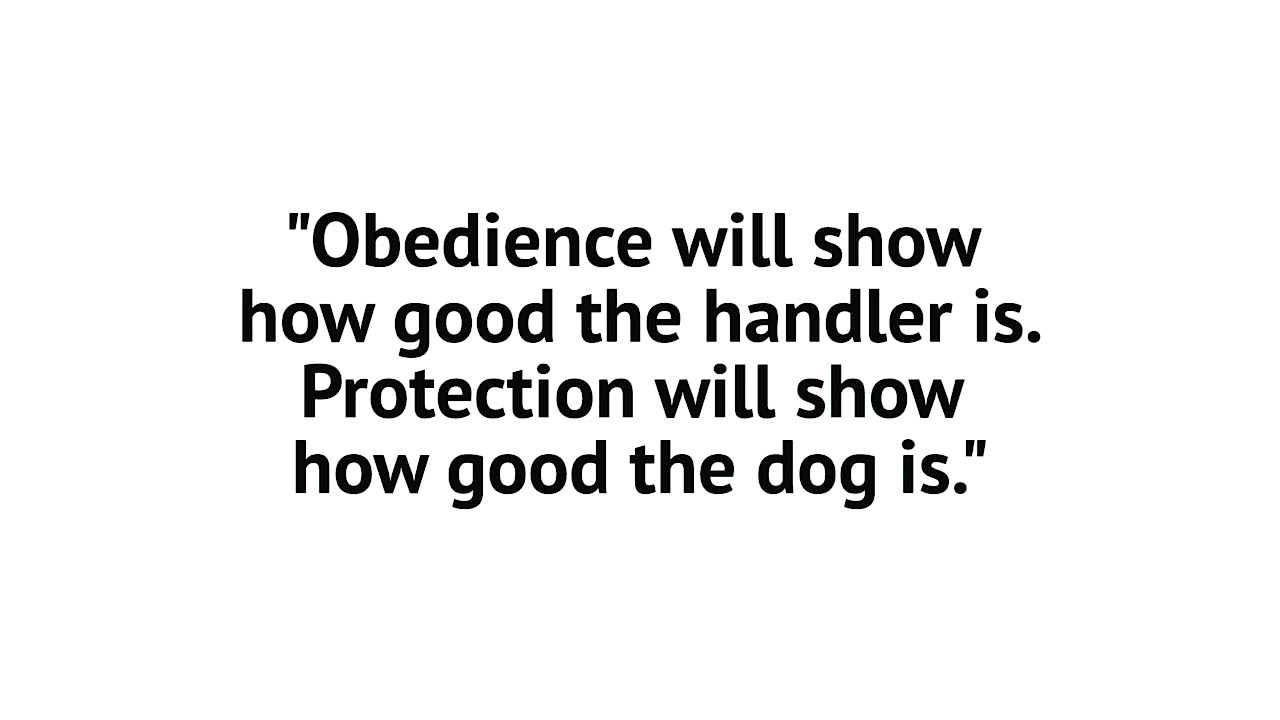 "Obedience will show
how good the handler is.
Protection will show
how good the dog is."